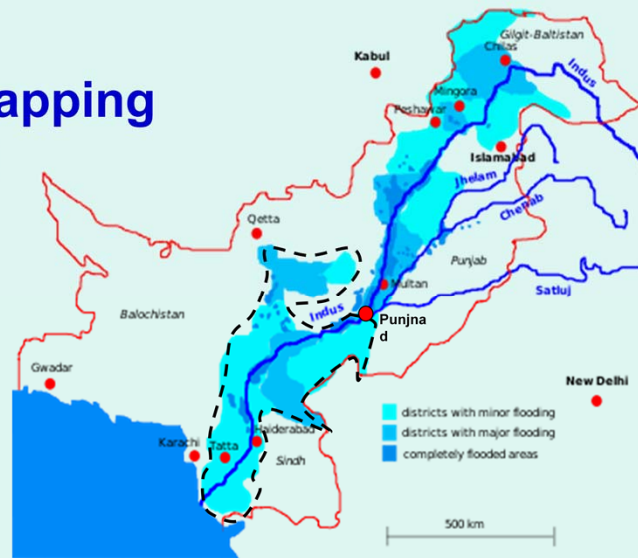 apping
Gilgit-Baltistan
Chilas
Kabul
Indus
Mingora
Peshawar
Islamabad
Jhelam
Chenab
Qetta
Punjab
Multan
Satluj
Indus
Balochistan
Punjna
d
Gwadar
New Delhi
districts with minor flooding
districts with major flooding
completely flooded areas
Haiderabad
Karachi
Tatta
Sindh
500 km